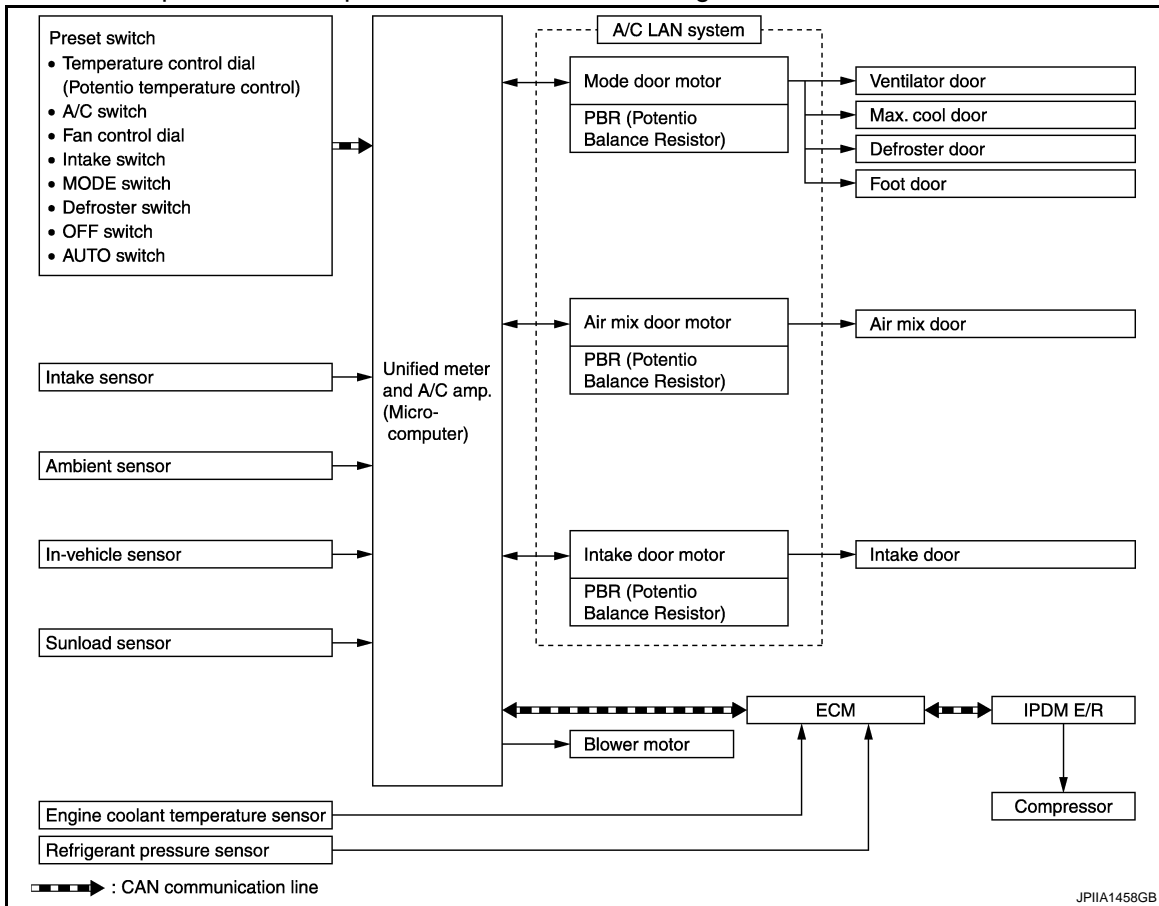 Preset switch
• Temperature control dial
(Potentio temperature control)
• A/C switch
• Fan control dial
• Intake switch
• MODE switch
• Defroster switch
• OFF switch
• AUTO switch
Intake sensor
Ambient sensor
In-vehicle sensor
Sunload sensor
Engine coolant temperature sensor
Refrigerant pressure sensor
Unified meter
and A/C amp.
(Micro-
computer)
A/C LAN system
Mode door motor
PBR (Potentio
Balance Resistor)
Air mix door motor
PBR (Potentio
Balance Resistor)
Intake door motor
PBR (Potentio
Balance Resistor)
Ventilator door
Max. cool door
Defroster door
Foot door
Air mix door
Intake door
ECM
IPDM E/R
Blower motor
Compressor
: CAN communication line
JPIIA1458GB